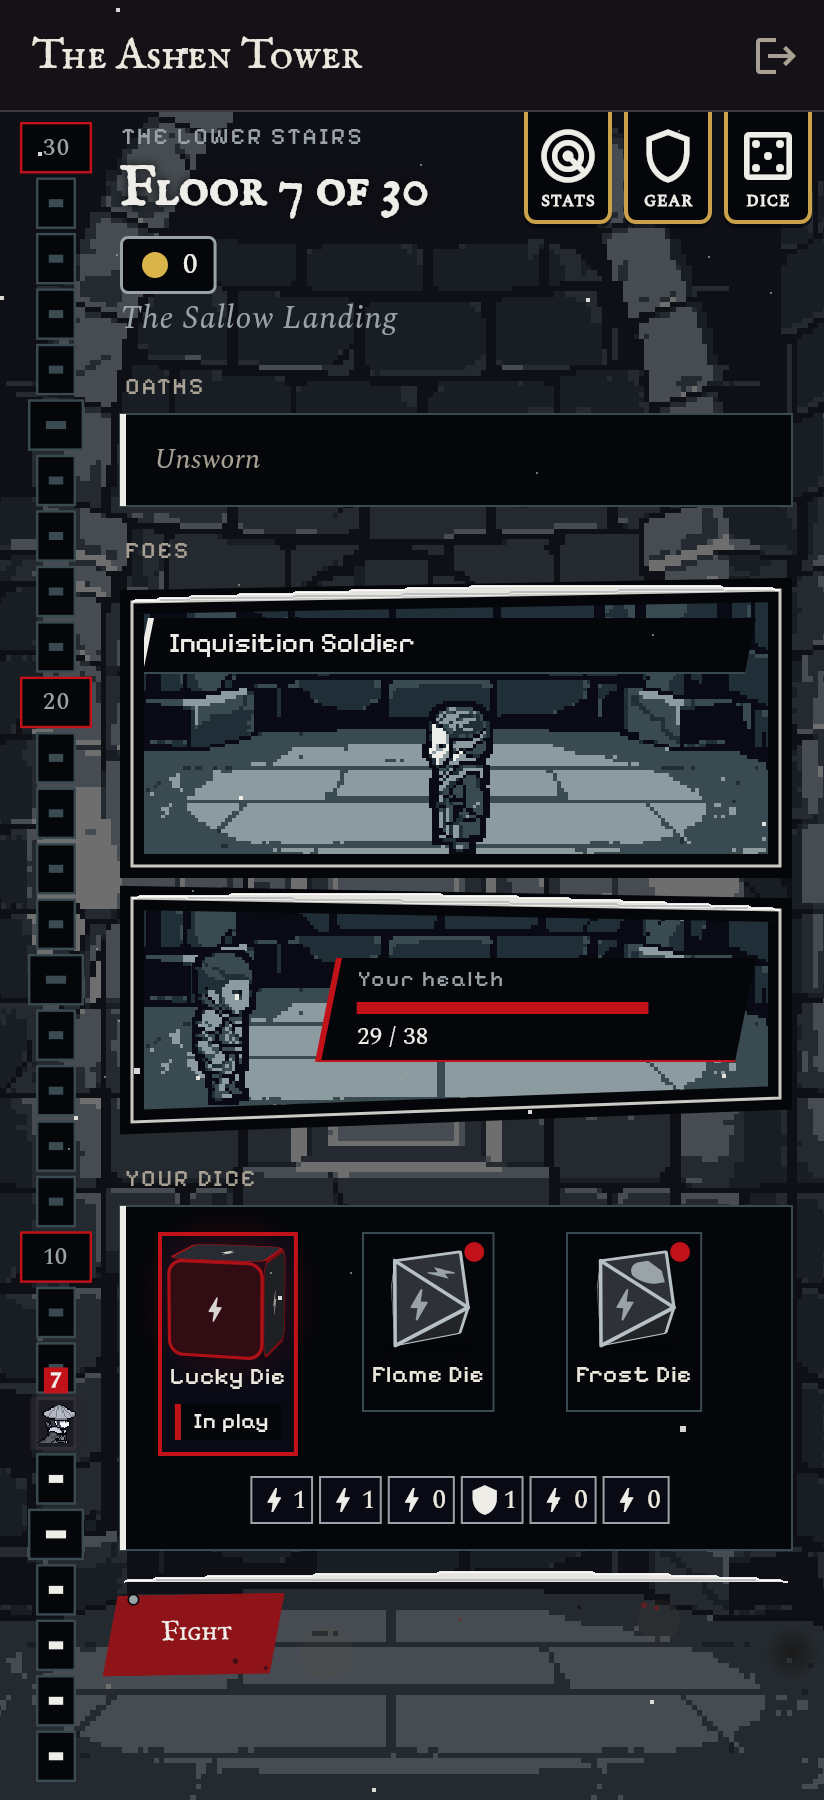 The Ashen Tower
30
THE LOWER STAIRS
Floor 7 of 30
STATS
GEAR
DICE
0
The Sallow Landing
OATHS
Unsworn
FOES
Inquisition Soldier
20
Your health
29 / 38
YOUR DICE
10
Lucky Die
Flame Die
Frost Die
7
In play
1
1
0
1
0
0
Fight